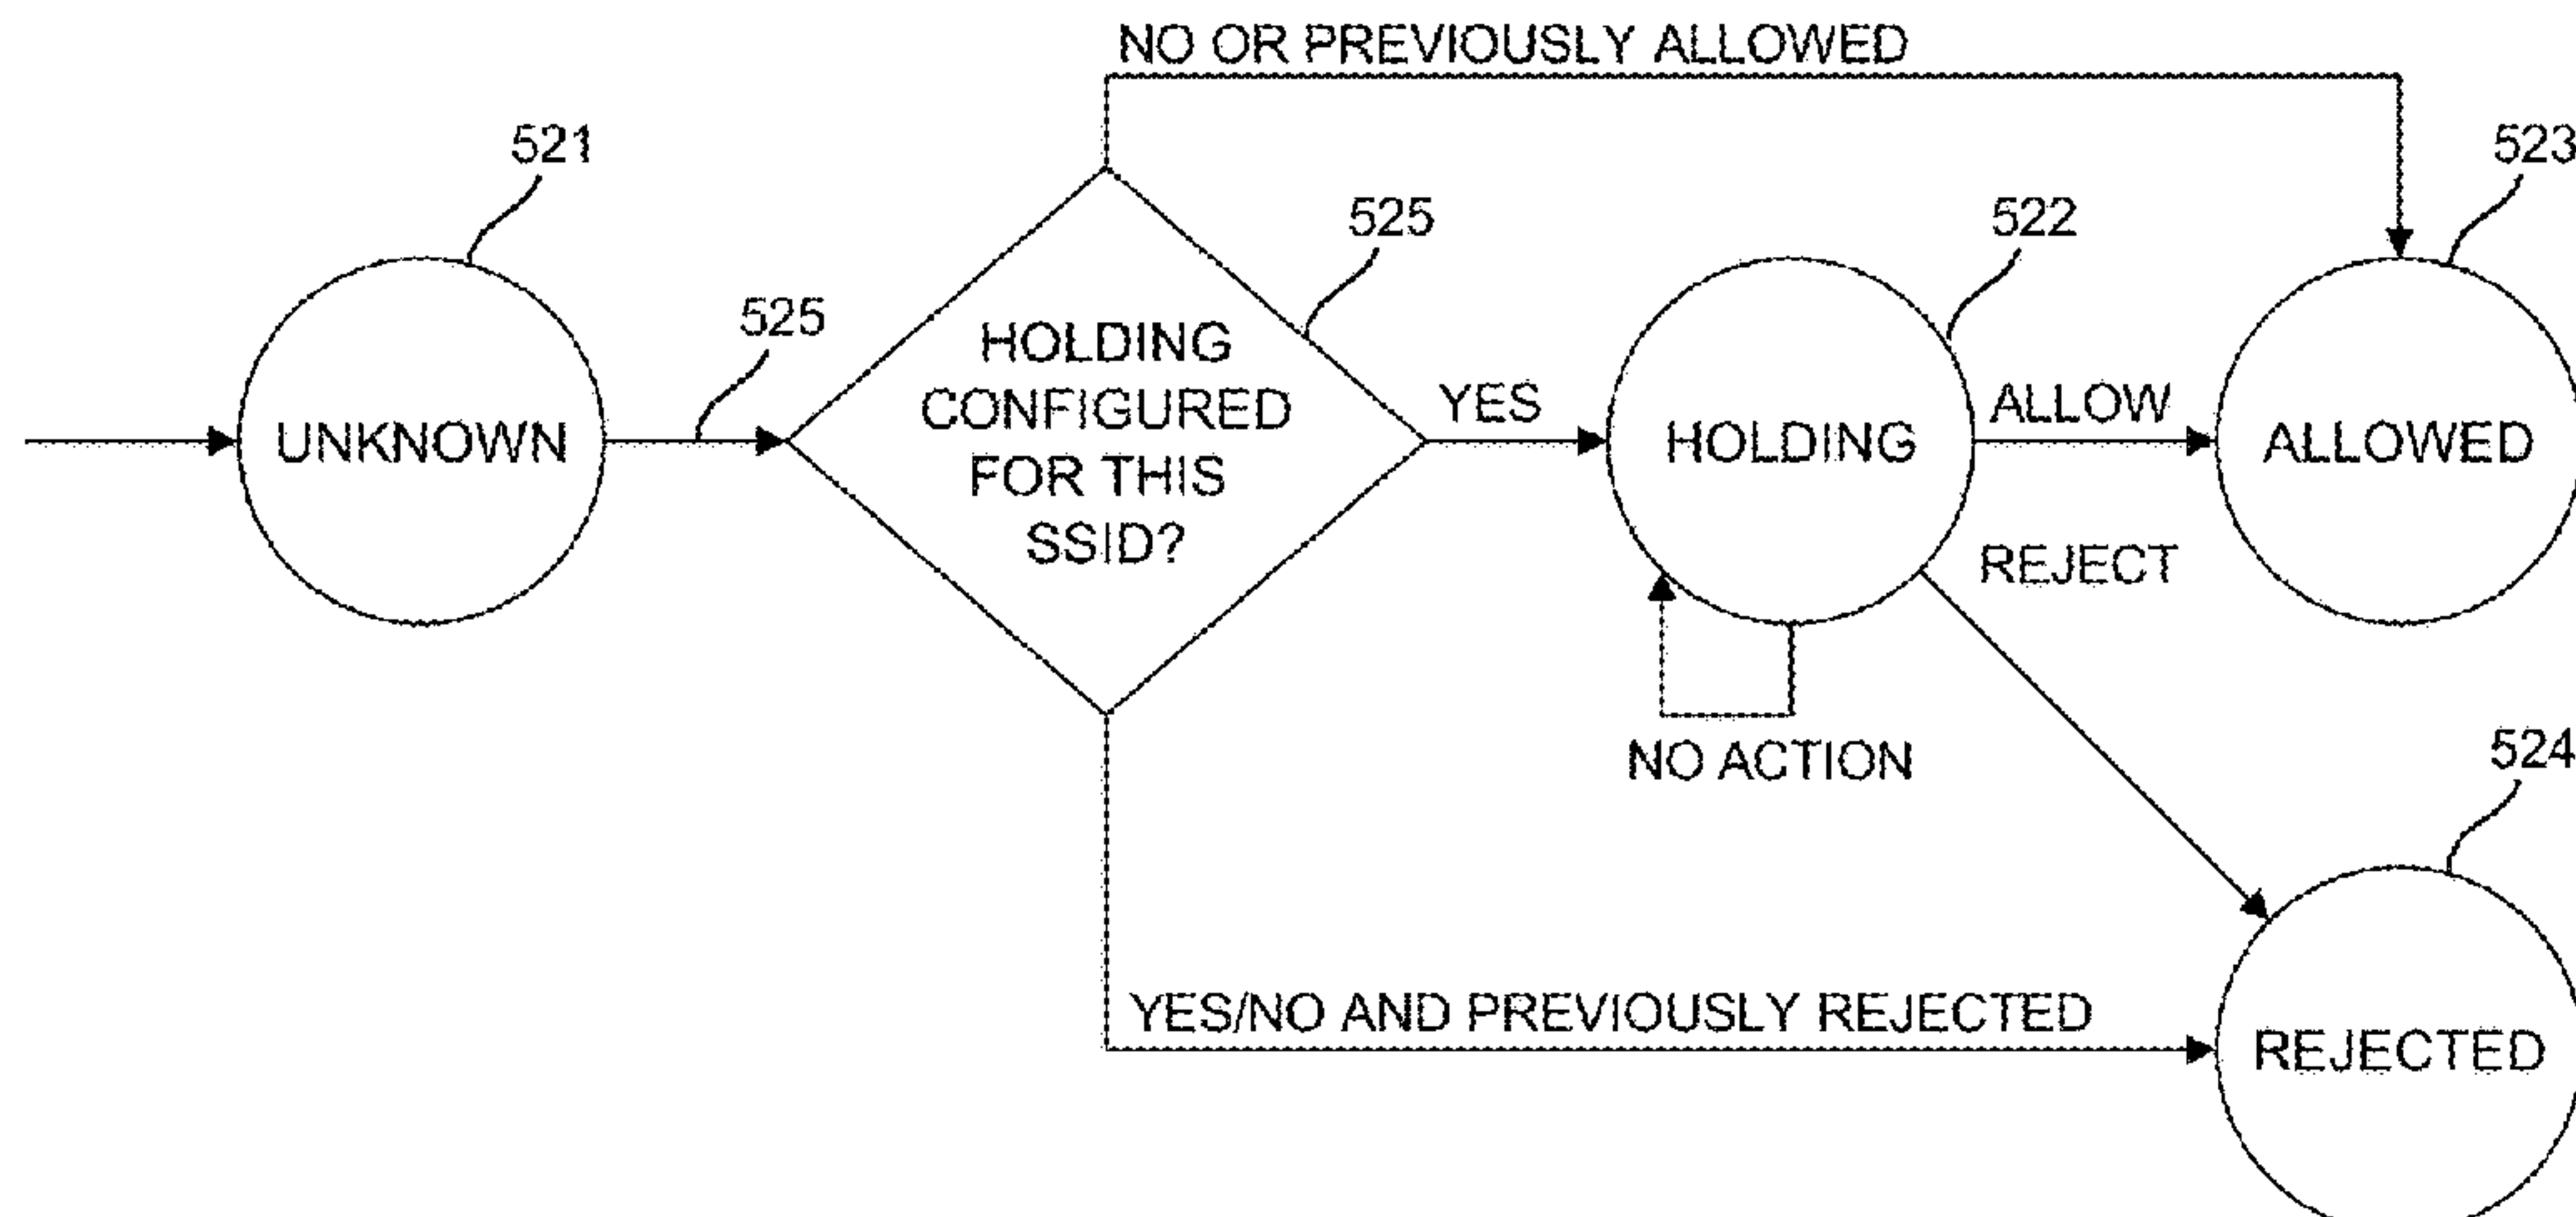 NO OR PREVIOUSLY ALLOWED
521
523
525
522
525
HOLDING
CONFIGURED
FOR THIS
SSID?
UNKNOWN
YES
HOLDING
ALLOW
ALLOWED
REJECT
NO ACTION
524
YES/NO AND PREVIOUSLY REJECTED
REJECTED